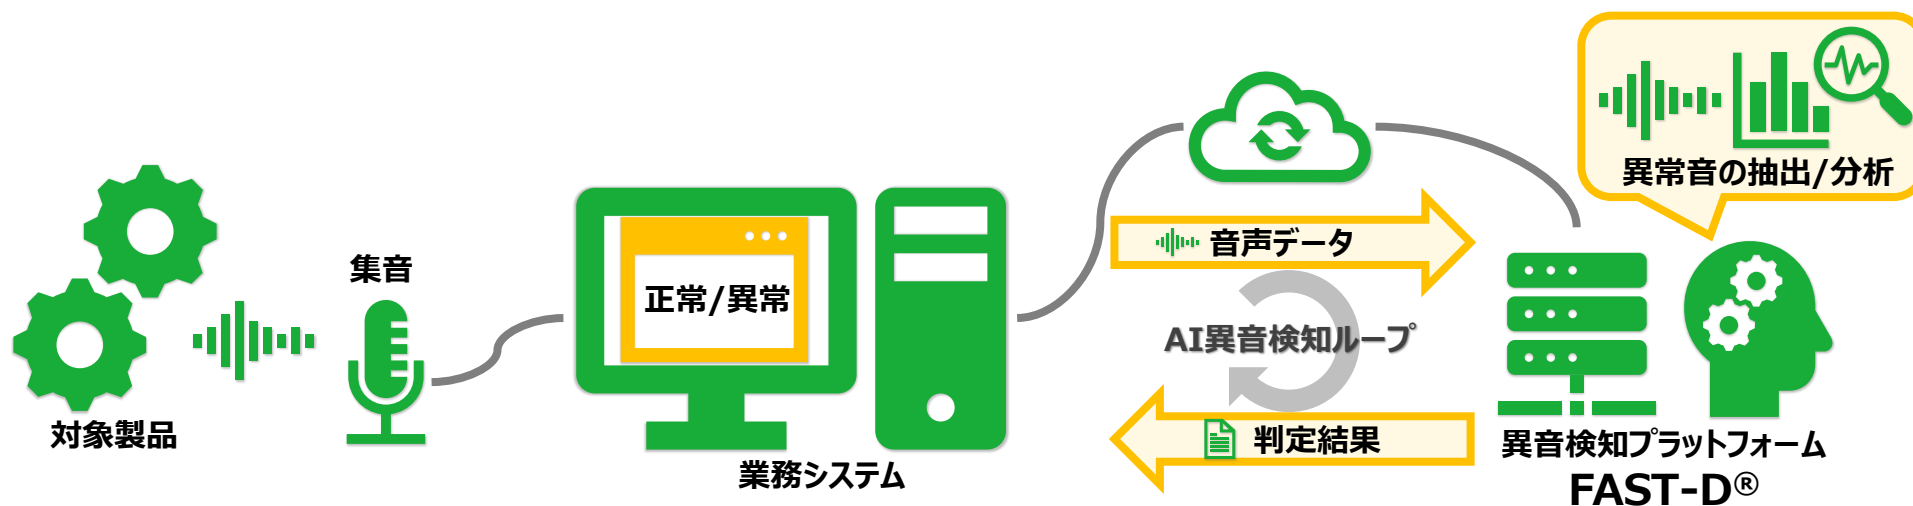 対象製品
集音
正常/異常
業務システム
音声データ
AI異音検知ループ
判定結果
異常音の抽出/分析
異音検知プラットフォーム
FAST-D®